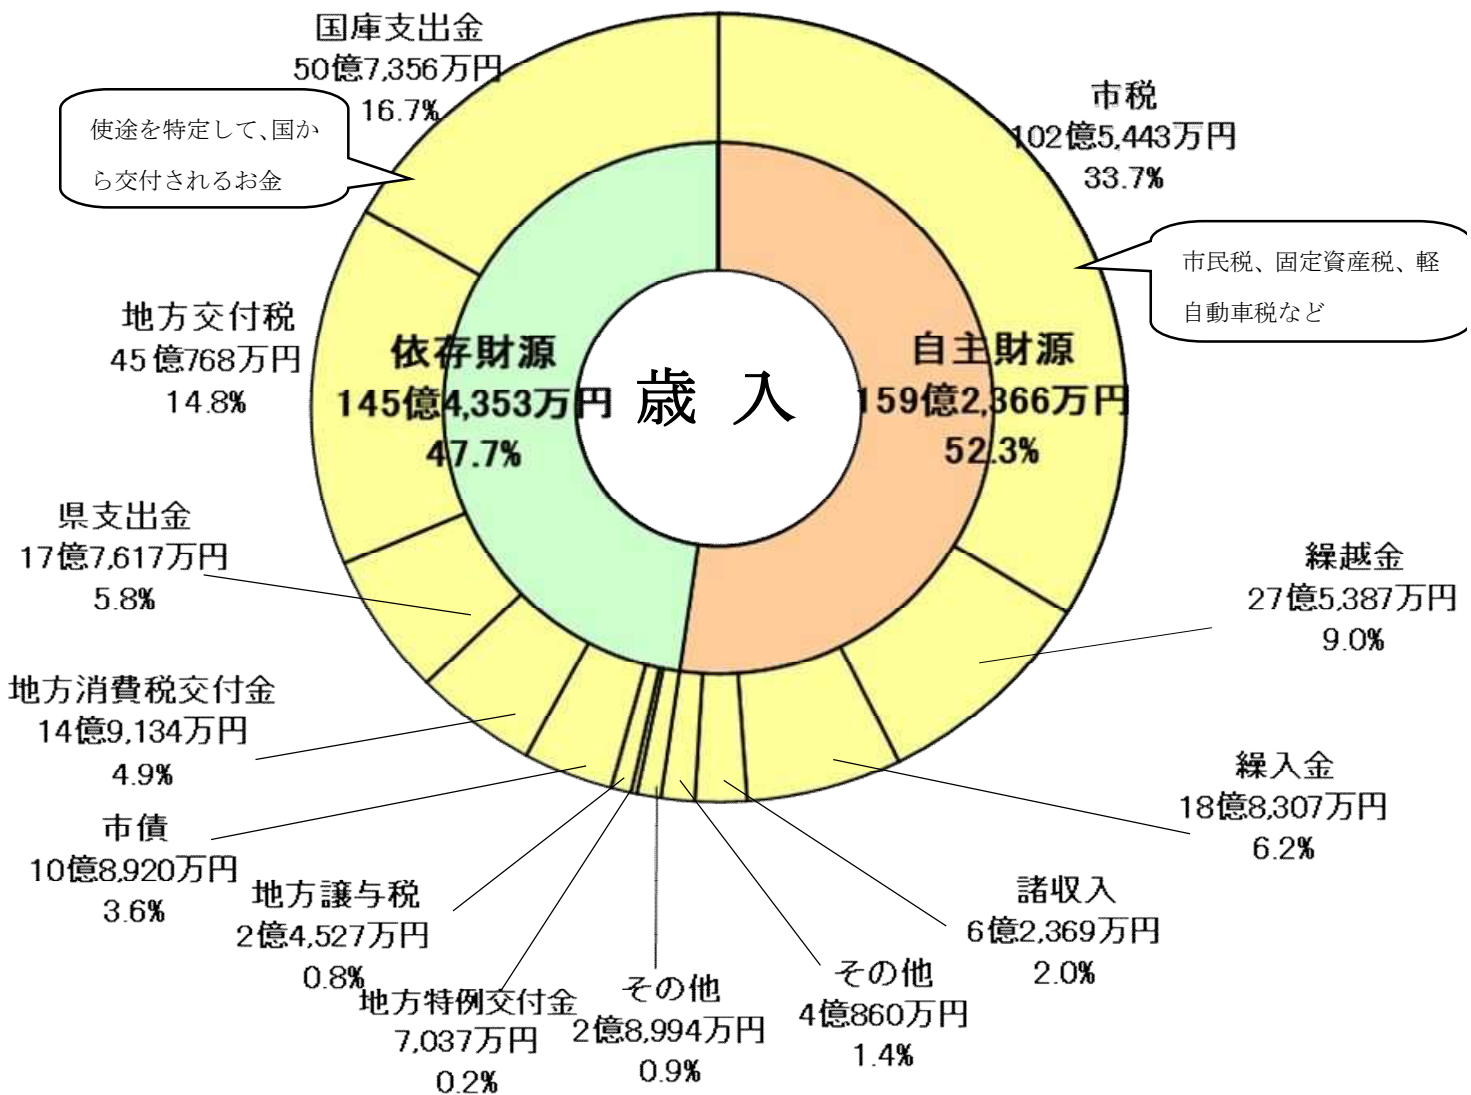 国庫支出金
50億7,356万円
16.7%
使途を特定して、国か
ら交付されるお金
市税
102億5,443万円
33.7%
市民税、固定資産税、軽
自動車税など
地方交付税
45億768万円
14.8%
依存財源
145億4,353万円
47.7%
歳 入
自主財源
159億2,366万円
52.3%
県支出金
17億7,617万円
5.8%
繰越金
27億5,387万円
9.0%
地方消費税交付金
14億9,134万円
4.9%
繰入金
18億8,307万円
6.2%
市債
10億8,920万円
3.6%
地方譲与税
2億4,527万円
0.8%
諸収入
6億2,369万円
2.0%
地方特例交付金
7,037万円
0.2%
その他
2億8,994万円
0.9%
その他
4億860万円
1.4%